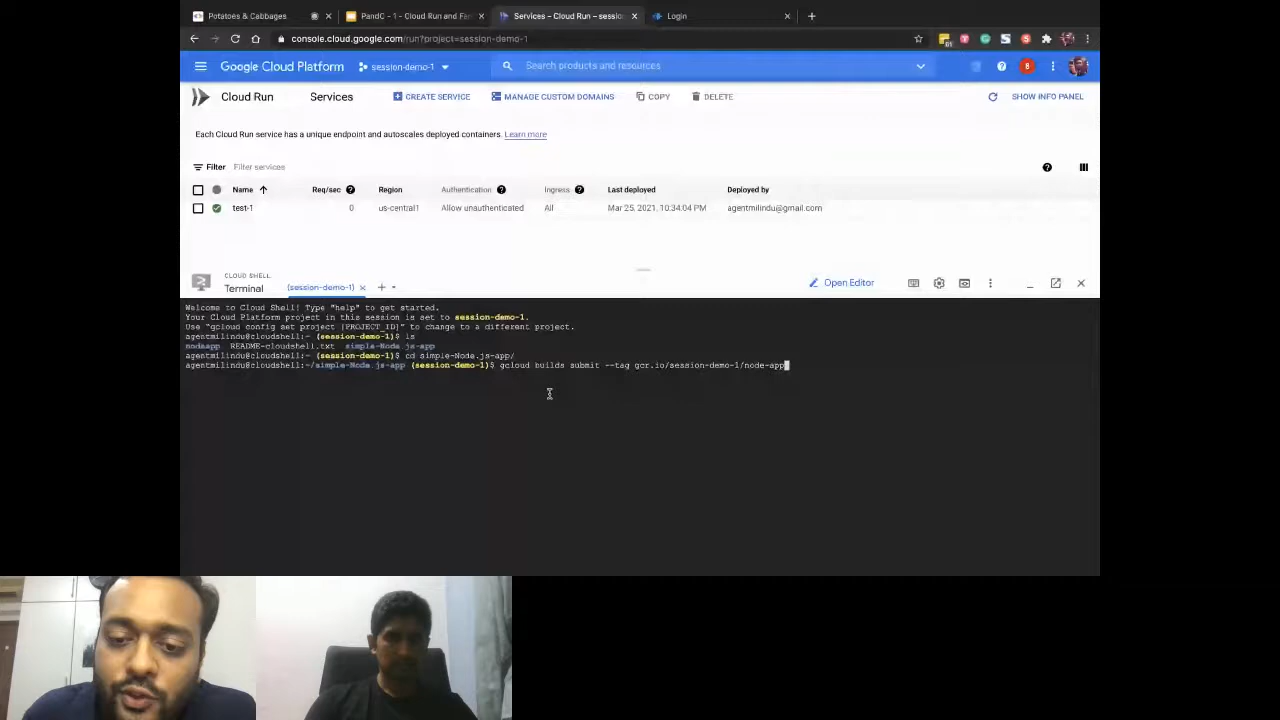 Potatoes & Cabbages
PandC - 1 - Cloud Run and Fa
Services – Cloud Run – sessio
Login
console.cloud.google.com/run?project=session-demo-1
Google Cloud Platform
session-demo-1
Search products and resources
8
Cloud Run
Services
CREATE SERVICE
MANAGE CUSTOM DOMAINS
COPY
DELETE
SHOW INFO PANEL
Each Cloud Run service has a unique endpoint and autoscales deployed containers. Learn more
Filter
Filter services
Name
Req/sec
Region
Authentication
Ingress
Last deployed
Deployed by
test-1
0
us-central1
Allow unauthenticated
All
Mar 25, 2021, 10:34:04 PM
agentmilindu@gmail.com
CLOUD SHELL
Terminal
(session-demo-1)
Open Editor
Welcome to Cloud Shell! Type "help" to get started.
Your Cloud Platform project in this session is set to session-demo-1.
Use "gcloud config set project [PROJECT_ID]" to change to a different project.
agentmilindu@cloudshell:~ (session-demo-1)$ ls
nodeapp README-cloudshell.txt simple-Node.js-app
agentmilindu@cloudshell:~ (session-demo-1)$ cd simple-Node.js-app/
agentmilindu@cloudshell:~/simple-Node.js-app (session-demo-1)$ gcloud builds submit --tag gcr.io/session-demo-1/node-app